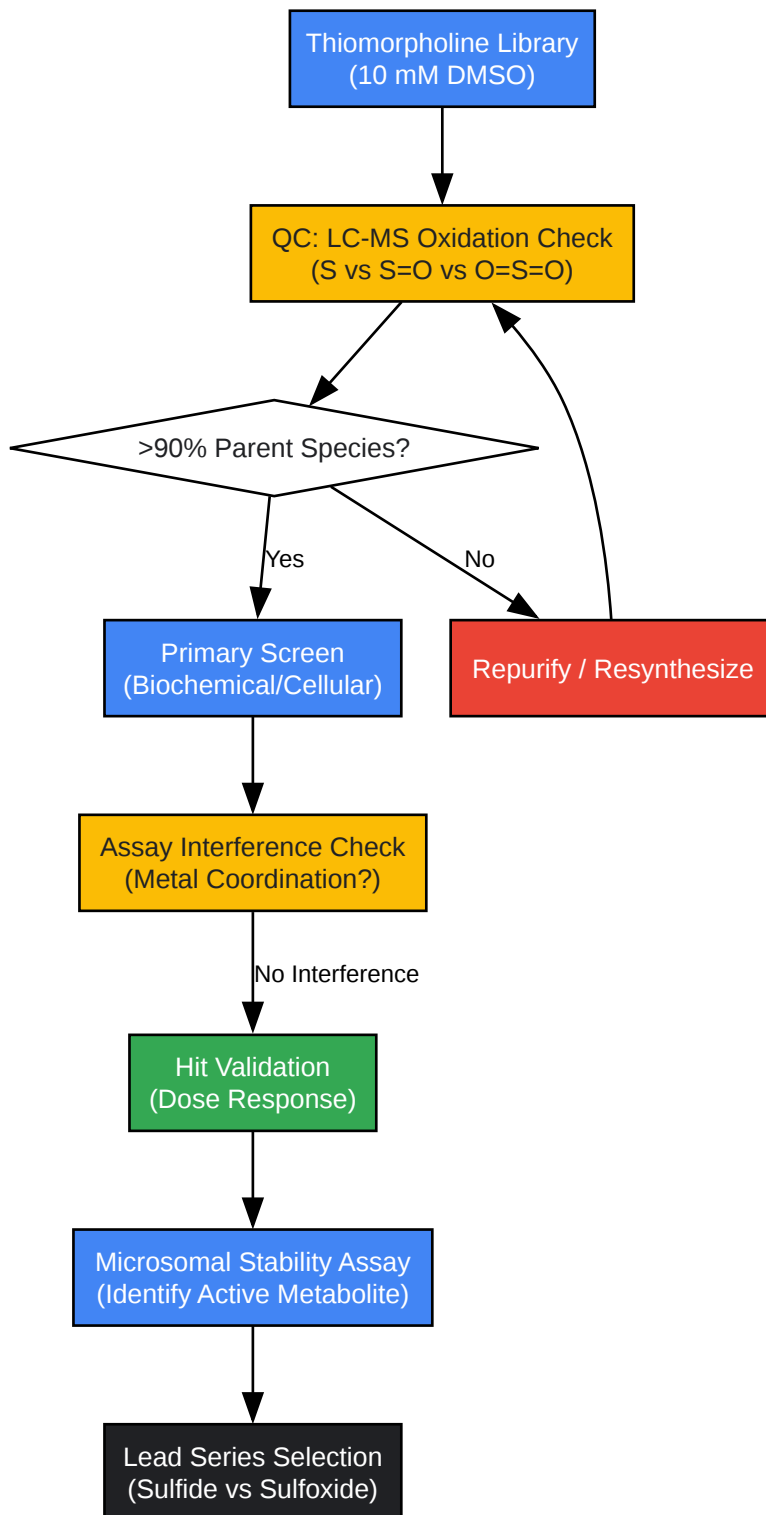 Thiomorpholine Library
(10 mM DMSO)
QC: LC-MS Oxidation Check
(S vs S=O vs O=S=O)
>90% Parent Species?
Yes
No
Primary Screen
(Biochemical/Cellular)
Repurify / Resynthesize
Assay Interference Check
(Metal Coordination?)
No Interference
Hit Validation
(Dose Response)
Microsomal Stability Assay
(Identify Active Metabolite)
Lead Series Selection
(Sulfide vs Sulfoxide)